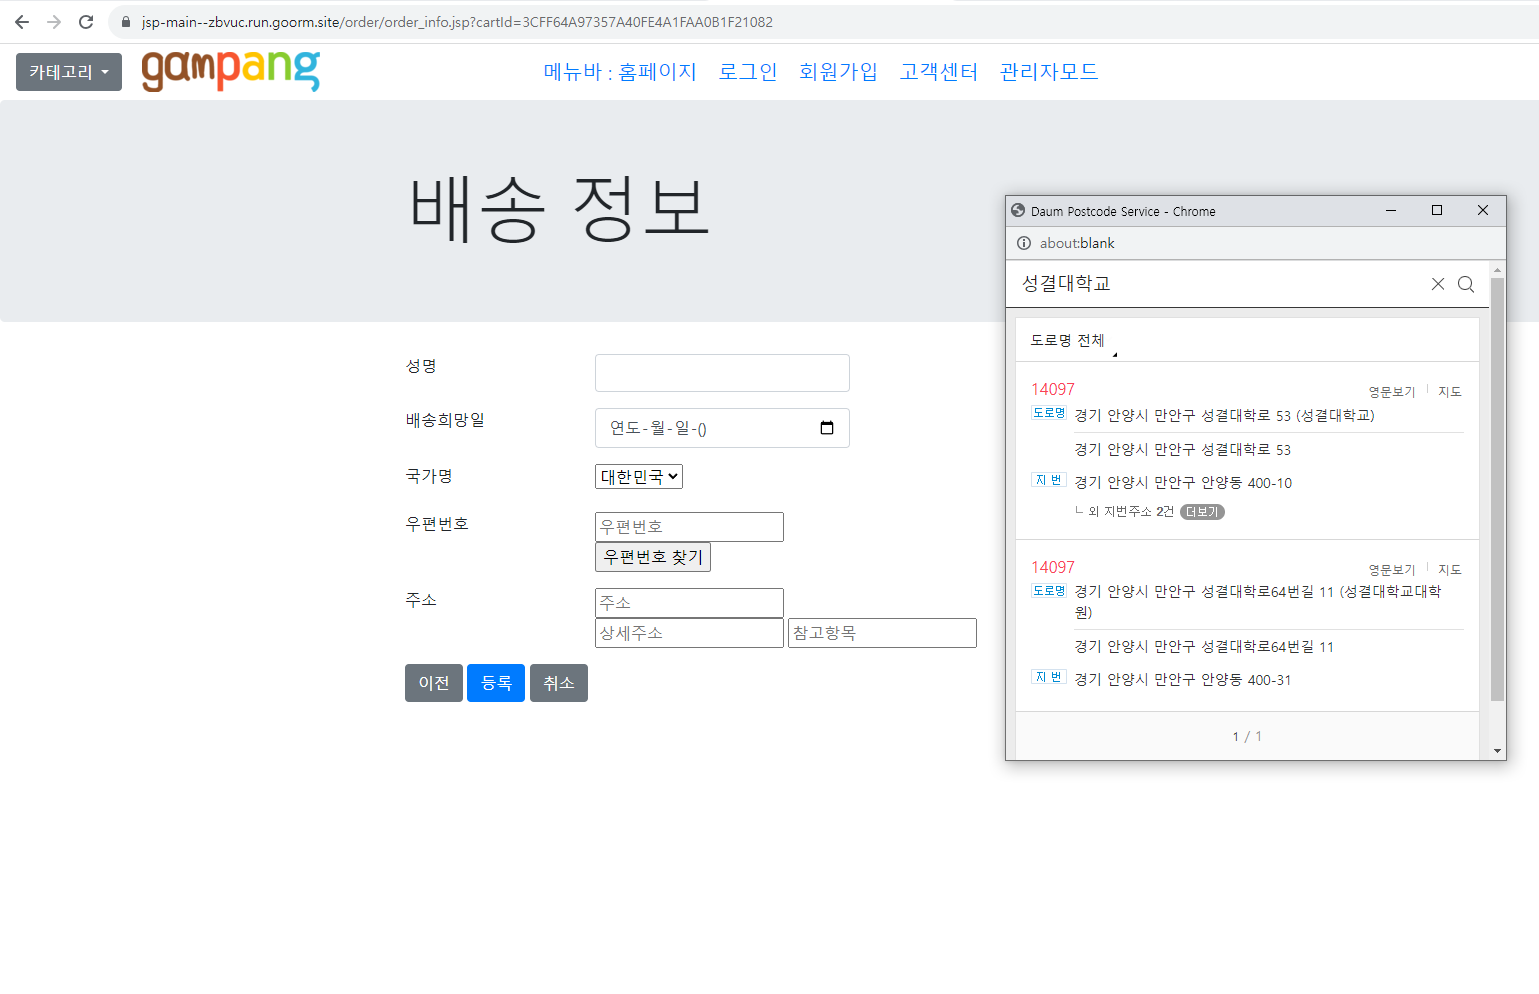 jsp-main--zbvuc.run.goorm.site/order/order_info.jsp?cartId=3CFF64A97357A40FE4A1FAA0B1F21082
카테고리
gampang
메뉴바 : 홈페이지 로그인 회원가입 고객센터 관리자모드
배송 정보
성명
배송희망일 연도-월-일-()
국가명 대한민국
우편번호 우편번호
우편번호 찾기
주소 주소
상세주소 참고항목
이전 등록 취소
Daum Postcode Service - Chrome
about:blank
성결대학교
도로명 전체
14097 영문보기 지도
도로명 경기 안양시 만안구 성결대학로 53 (성결대학교)
경기 안양시 만안구 성결대학로 53
지 번 경기 안양시 만안구 안양동 400-10
ㄴ 외 지번주소 2건 더보기
14097 영문보기 지도
도로명 경기 안양시 만안구 성결대학로64번길 11 (성결대학교대학
원)
경기 안양시 만안구 성결대학로64번길 11
지 번 경기 안양시 만안구 안양동 400-31
1 / 1